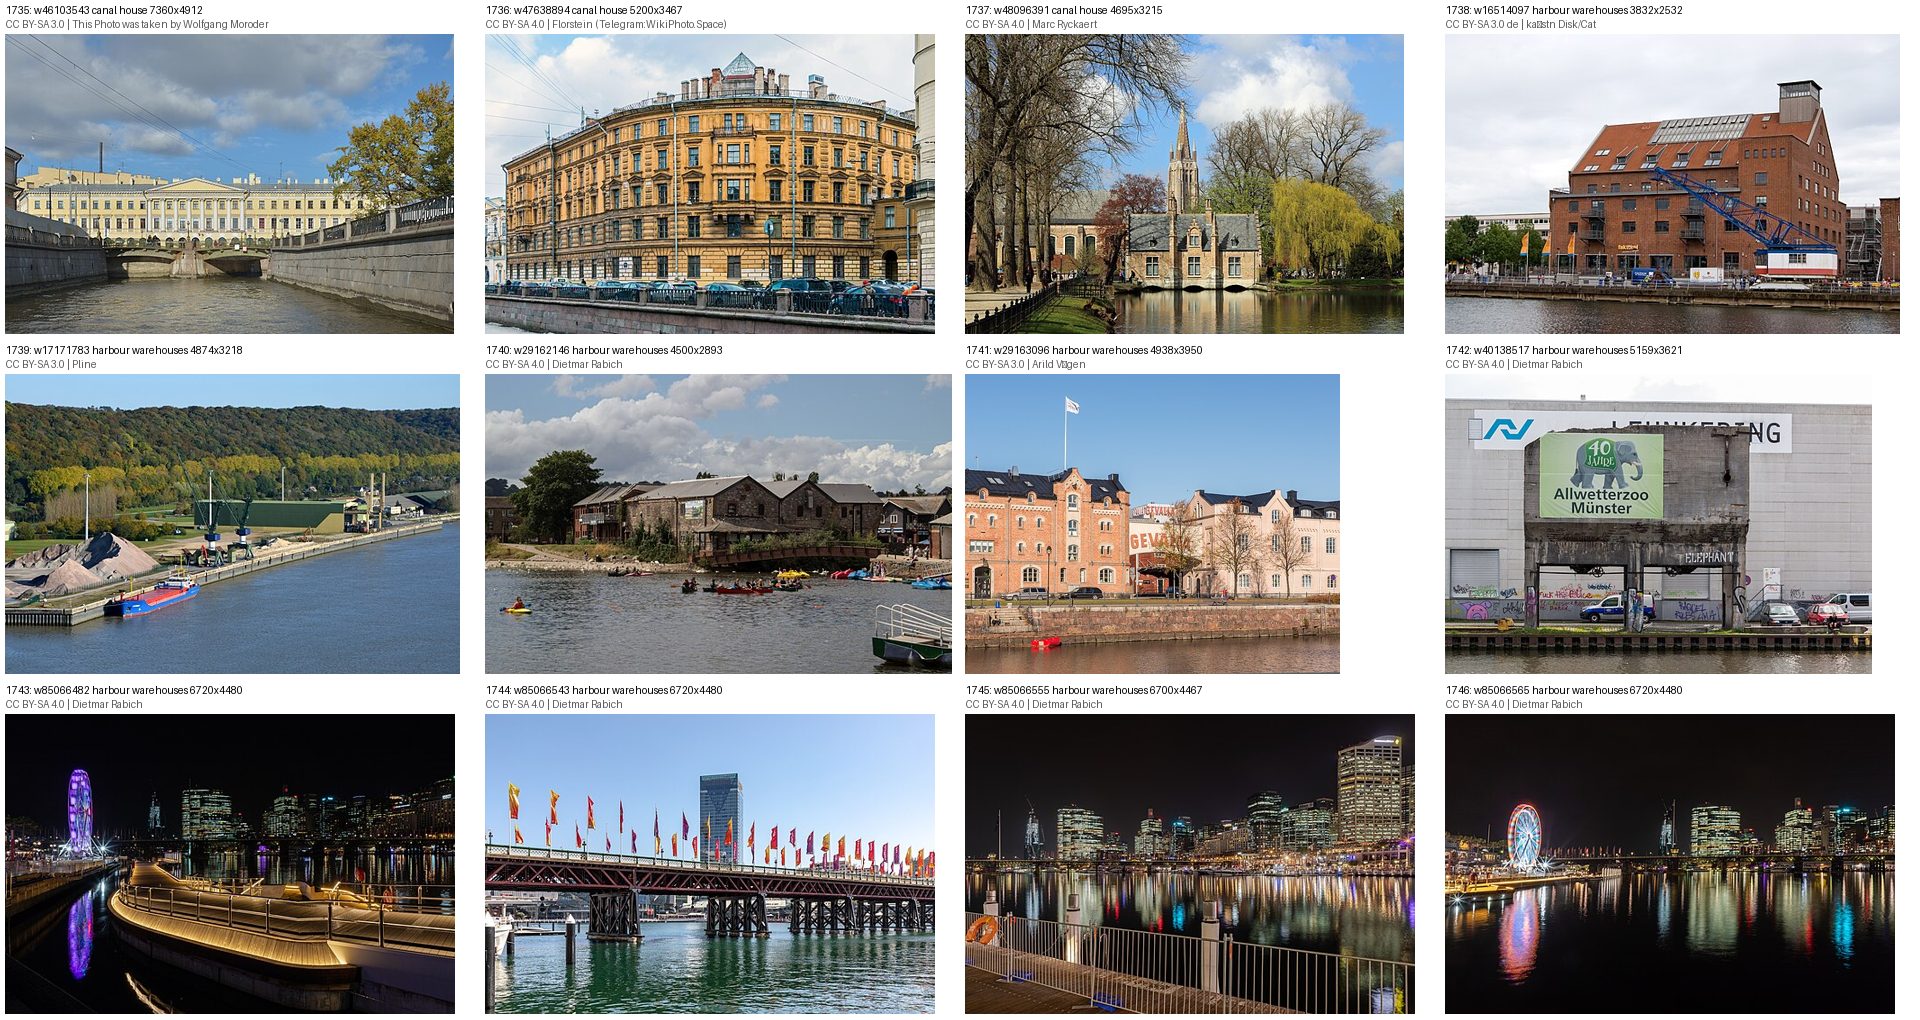 1735: w46103543 canal house 7360x4912
CC BY-SA 3.0 | This Photo was taken by Wolfgang Moroder
1736: w47638894 canal house 5200x3467
CC BY-SA 4.0 | Florstein (Telegram:WikiPhoto.Space)
1737: w48096391 canal house 4695x3215
CC BY-SA 4.0 | Marc Ryckaert
1738: w16514097 harbour warehouses 3832x2532
CC BY-SA 3.0 de | Disk/Cat
1739: w17171783 harbour warehouses 4874x3218
CC BY-SA 3.0 | Pline
1740: w29162146 harbour warehouses 4500x2893
CC BY-SA 4.0 | Dietmar Rabich
1741: w29163096 harbour warehouses 4938x3950
CC BY-SA 3.0 | Arild
GEVA
1742: w40138517 harbour warehouses 5159x3621
CC BY-SA 4.0 | Dietmar Rabich
40
JAHRE
Allwetterzoo
Münster
ELEPHANT
1743: w85066482 harbour warehouses 6720x4480
CC BY-SA 4.0 | Dietmar Rabich
1744: w85066543 harbour warehouses 6720x4480
CC BY-SA 4.0 | Dietmar Rabich
1745: w85066555 harbour warehouses 6700x4467
CC BY-SA 4.0 | Dietmar Rabich
1746: w85066565 harbour warehouses 6720x4480
CC BY-SA 4.0 | Dietmar Rabich